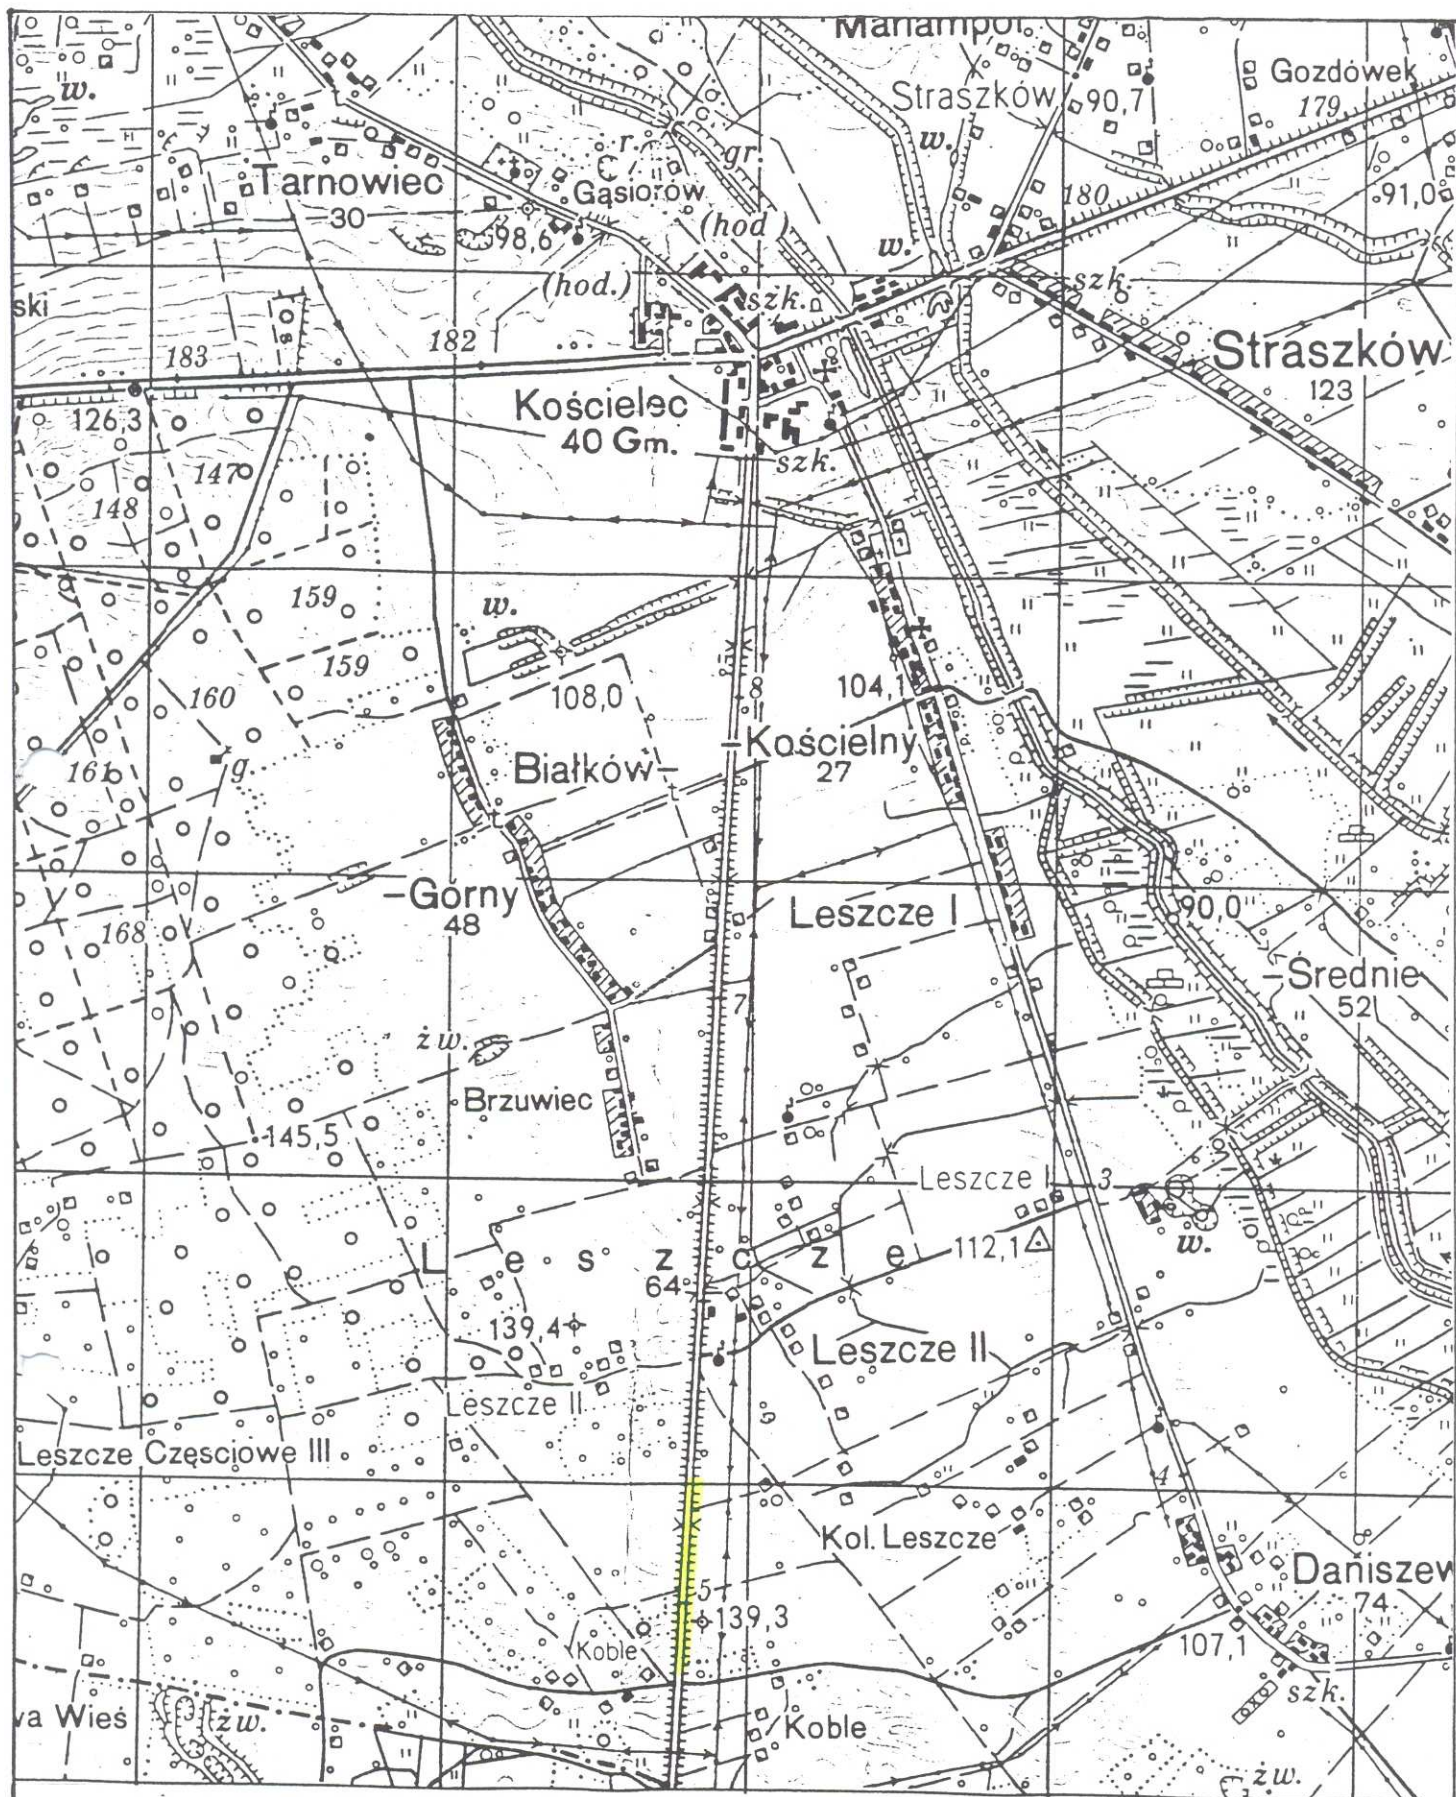 Mariampol
Gozdówek
w.
179
Straszków
90,7
w.
r.
gr.
Tarnowiec
30
Gąsiorów
180
91,0
98,6
(hod.)
w.
(hod.)
szk.
szk.
ski
183
182
Straszków
123
126,3
Kościelec
40 Gm.
szk.
147
148
159
w.
159
160
108,0
104,1
8
Kościelny
27
161
g.
Białków-
-Górny
48
Leszcze I
90,0
168
-Średnie
52
7
żw.
Brzuwiec
145,5
Leszcze I
3
L e s z c z e
112,1
w.
64
139,4
Leszcze II
Leszcze II
Leszcze Częsciowe III
4
Kol. Leszcze
5
139,3
Daniszew
74
Koble
107,1
szk.
va Wieś
żw.
Koble
żw.